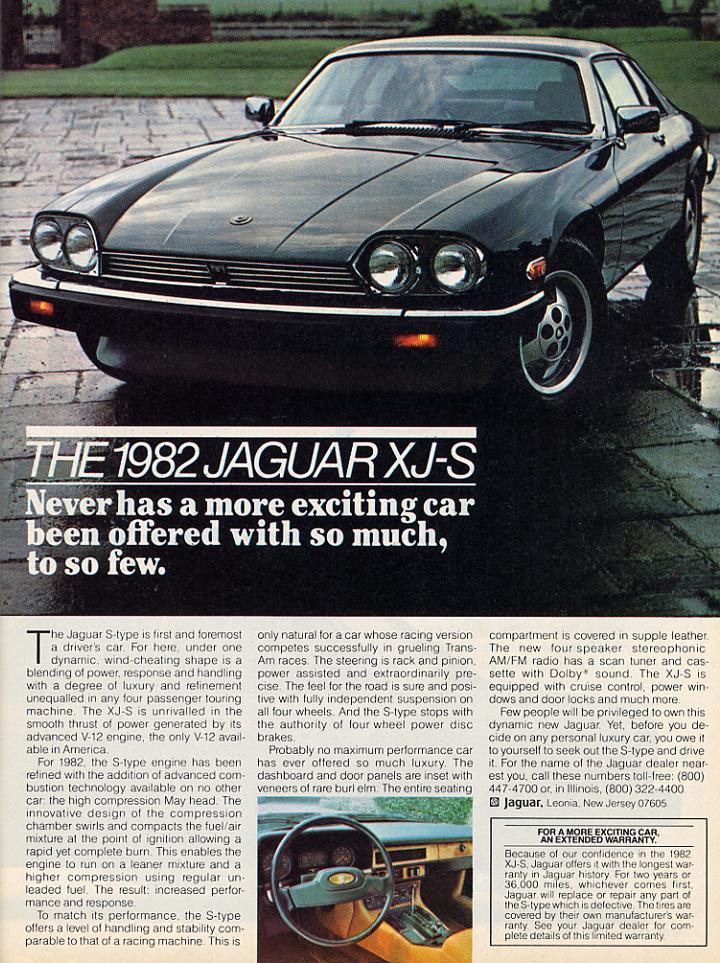 THE 1982 JAGUAR XJ-S
Never has a more exciting car
been offered with so much,
to so few.
The Jaguar S-type is first and foremost
a driver's car. For here, under one
dynamic, wind-cheating shape is a
blending of power, response and handling
with a degree of luxury and refinement
unequalled in any four passenger touring
machine. The XJ-S is unrivalled in the
smooth thrust of power generated by its
advanced V-12 engine, the only V-12 avail-
able in America.
For 1982, the S-type engine has been
refined with the addition of advanced com-
bustion technology available on no other
car: the high compression May head. The
innovative design of the compression
chamber swirls and compacts the fuel/air
mixture at the point of ignition allowing a
rapid yet complete burn. This enables the
engine to run on a leaner mixture and a
higher compression using regular un-
leaded fuel. The result: increased perfor-
mance and response.
To match its performance, the S-type
offers a level of handling and stability com-
parable to that of a racing machine. This is
only natural for a car whose racing version
competes successfully in grueling Trans-
Am races. The steering is rack and pinion,
power assisted and extraordinarily pre-
cise. The feel for the road is sure and posi-
tive with fully independent suspension on
all four wheels. And the S-type stops with
the authority of four wheel power disc
brakes.
Probably no maximum performance car
has ever offered so much luxury. The
dashboard and door panels are inset with
veneers of rare burl elm. The entire seating
compartment is covered in supple leather.
The new four speaker stereophonic
AM/FM radio has a scan tuner and cas-
sette with Dolby® sound. The XJ-S is
equipped with cruise control, power win-
dows and door locks and much more.
Few people will be privileged to own this
dynamic new Jaguar. Yet, before you de-
cide on any personal luxury car, you owe it
to yourself to seek out the S-type and drive
it. For the name of the Jaguar dealer near-
est you, call these numbers toll-free: (800)
447-4700 or, in Illinois, (800) 322-4400.
Jaguar, Leonia, New Jersey 07605.
FOR A MORE EXCITING CAR,
AN EXTENDED WARRANTY.
Because of our confidence in the 1982
XJ-S, Jaguar offers it with the longest war-
ranty in Jaguar history. For two years or
36,000 miles, whichever comes first,
Jaguar will replace or repair any part of
the S-type which is defective. The tires are
covered by their own manufacturer's war-
ranty. See your Jaguar dealer for com-
plete details of this limited warranty.